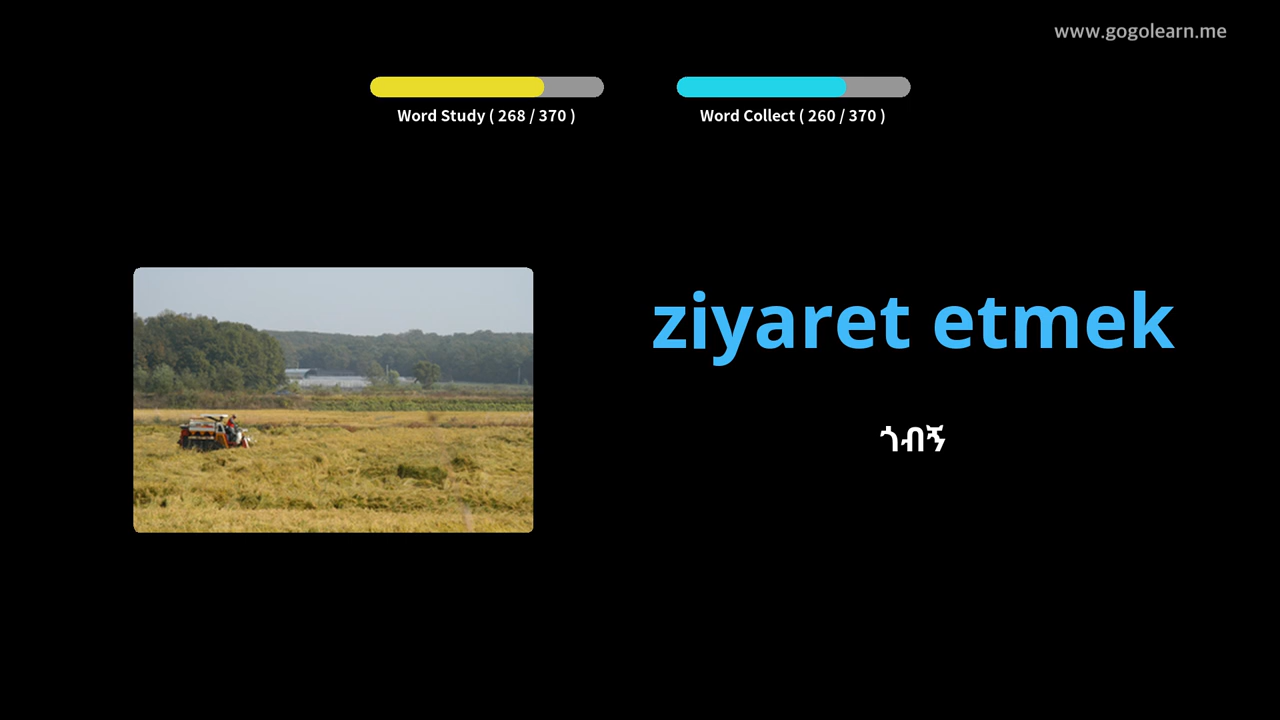 www.gogolearn.me
Word Study ( 268 / 370 )
Word Collect ( 260 / 370 )
ziyaret etmek
ጎብኝ